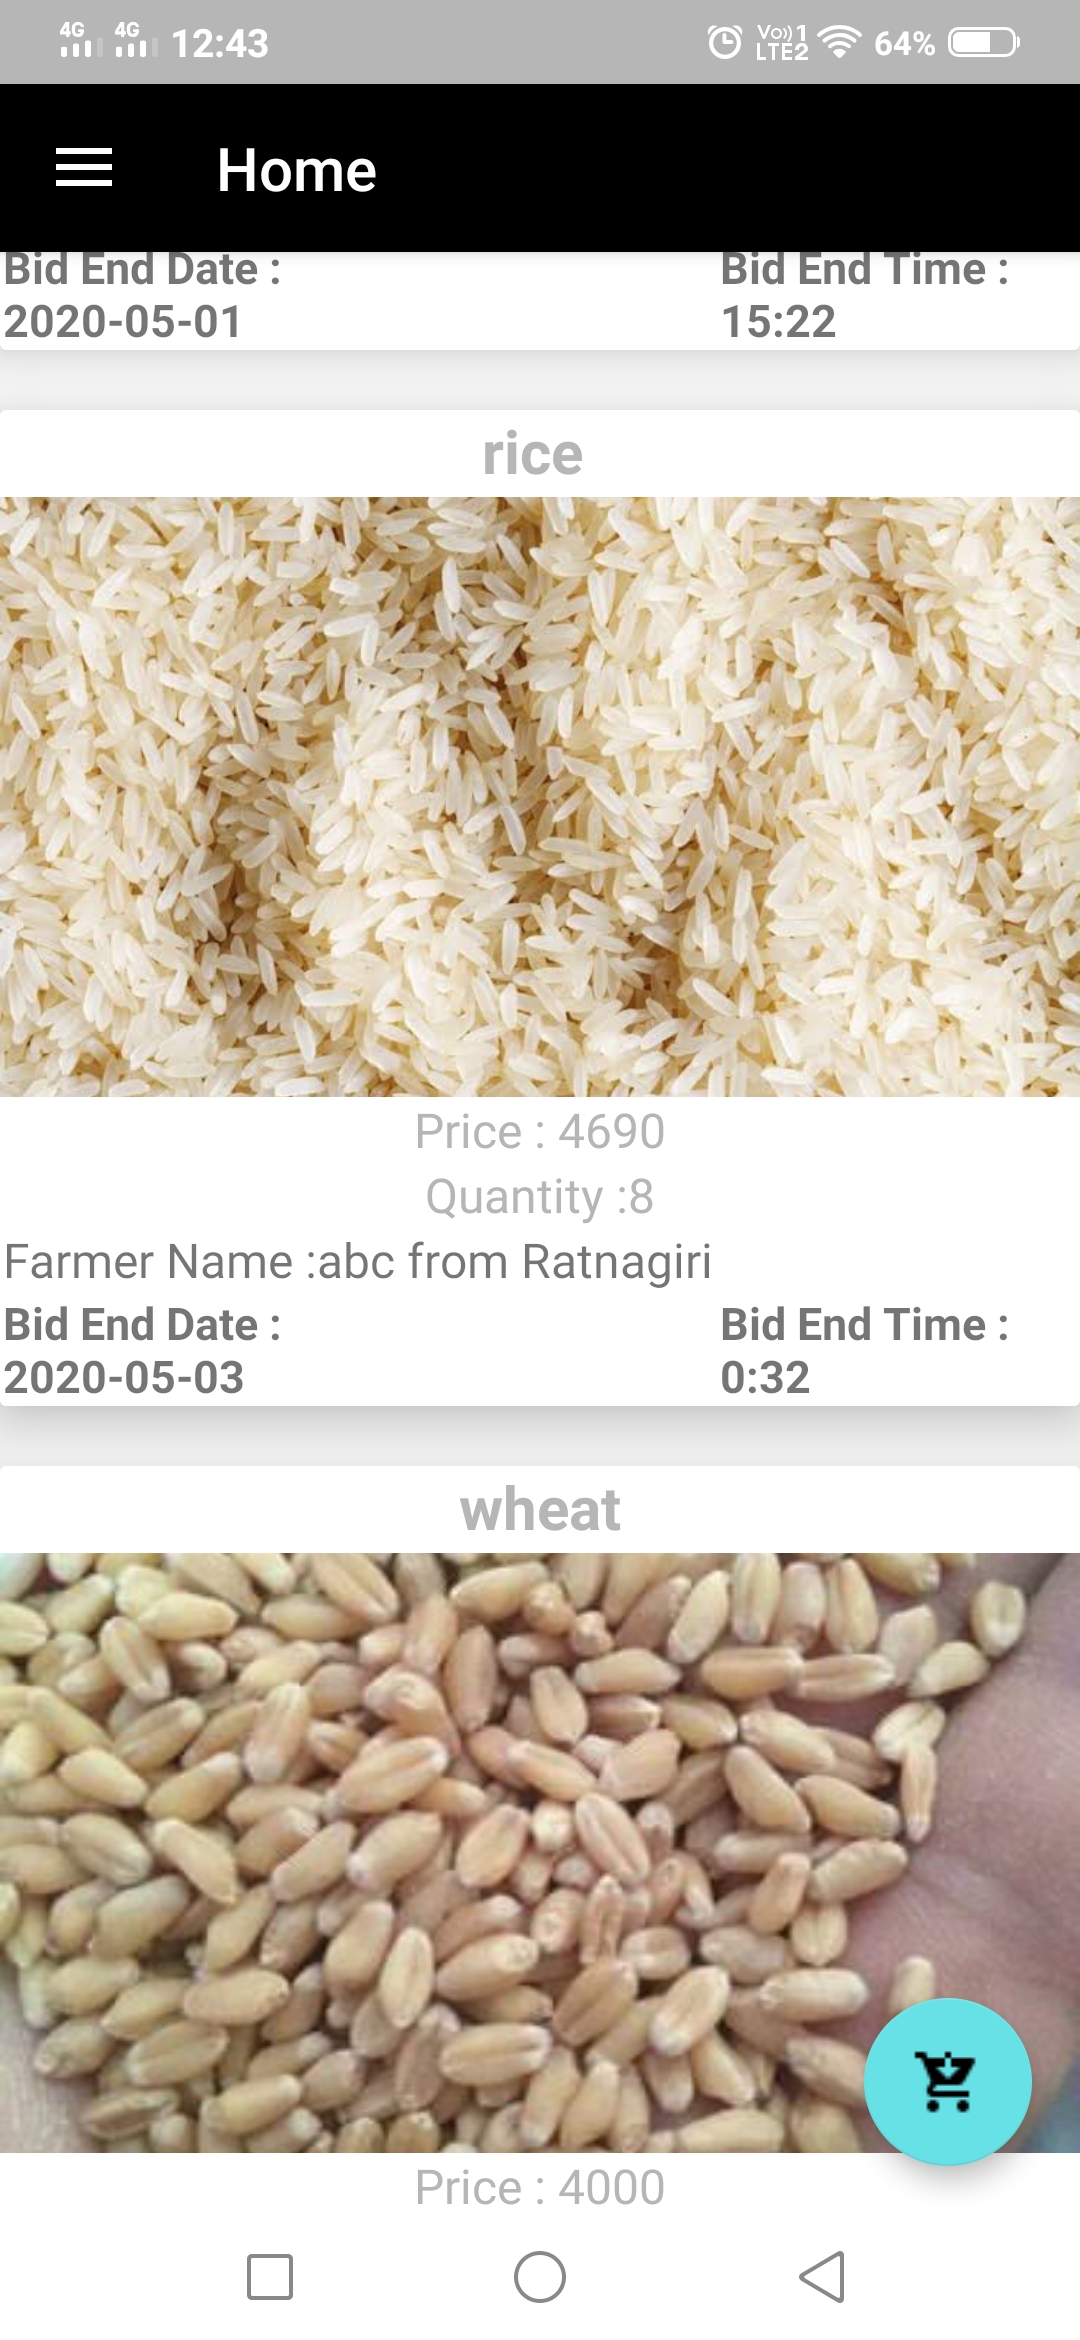 4G 4G 12:43 Vo)) 1 LTE2 64%
Home
Bid End Date : Bid End Time :
2020-05-01 15:22
rice
Price : 4690
Quantity :8
Farmer Name :abc from Ratnagiri
Bid End Date : Bid End Time :
2020-05-03 0:32
wheat
Price : 4000